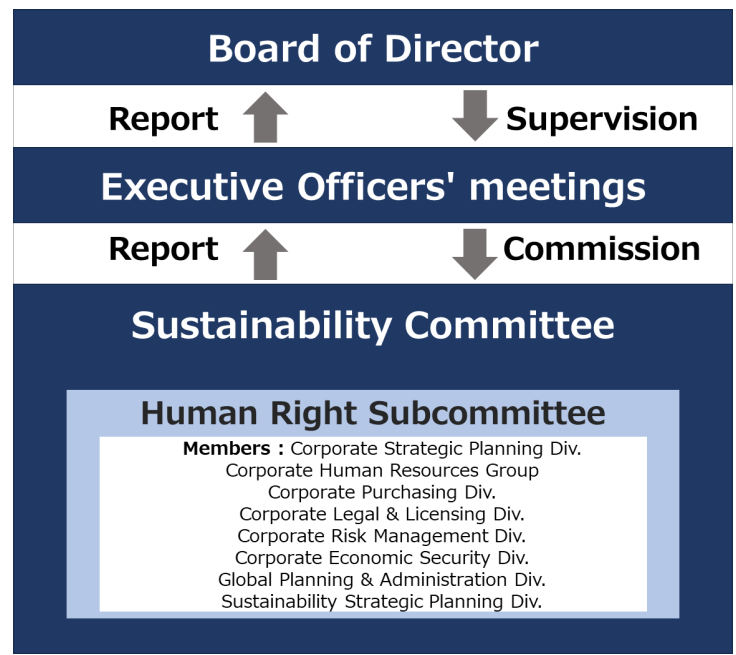 Board of Director
Report Supervision
Executive Officers' meetings
Report Commission
Sustainability Committee
Human Right Subcommittee
Members : Corporate Strategic Planning Div.
Corporate Human Resources Group
Corporate Purchasing Div.
Corporate Legal & Licensing Div.
Corporate Risk Management Div.
Corporate Economic Security Div.
Global Planning & Administration Div.
Sustainability Strategic Planning Div.